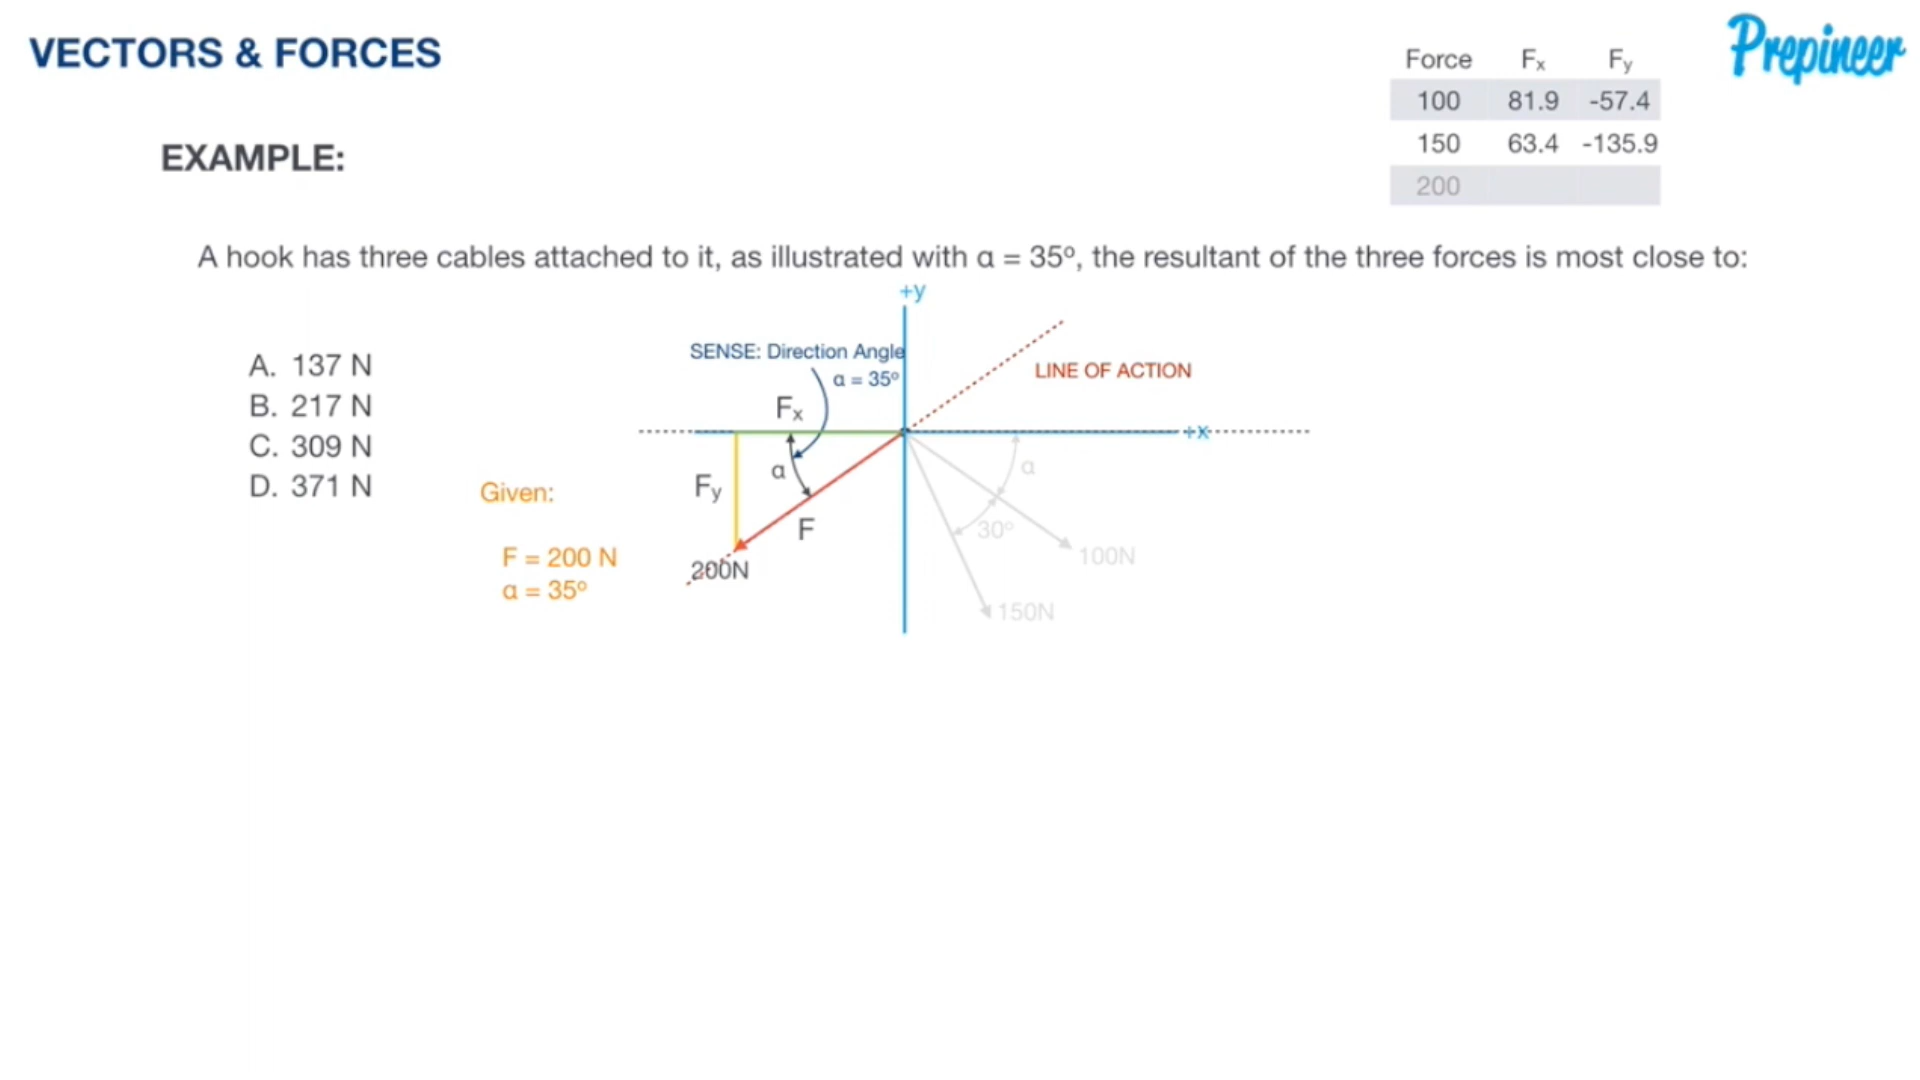 VECTORS & FORCES
Prepineer
Force Fx Fy
100 81.9 -57.4
150 63.4 -135.9
200
EXAMPLE:
A hook has three cables attached to it, as illustrated with α = 35º, the resultant of the three forces is most close to:
+y
A. 137 N
B. 217 N
C. 309 N
D. 371 N
SENSE: Direction Angle
α = 35º
LINE OF ACTION
Fx
+x
α
α
Fy
Given:
F
30º
F = 200 N
α = 35º
200N
100N
150N